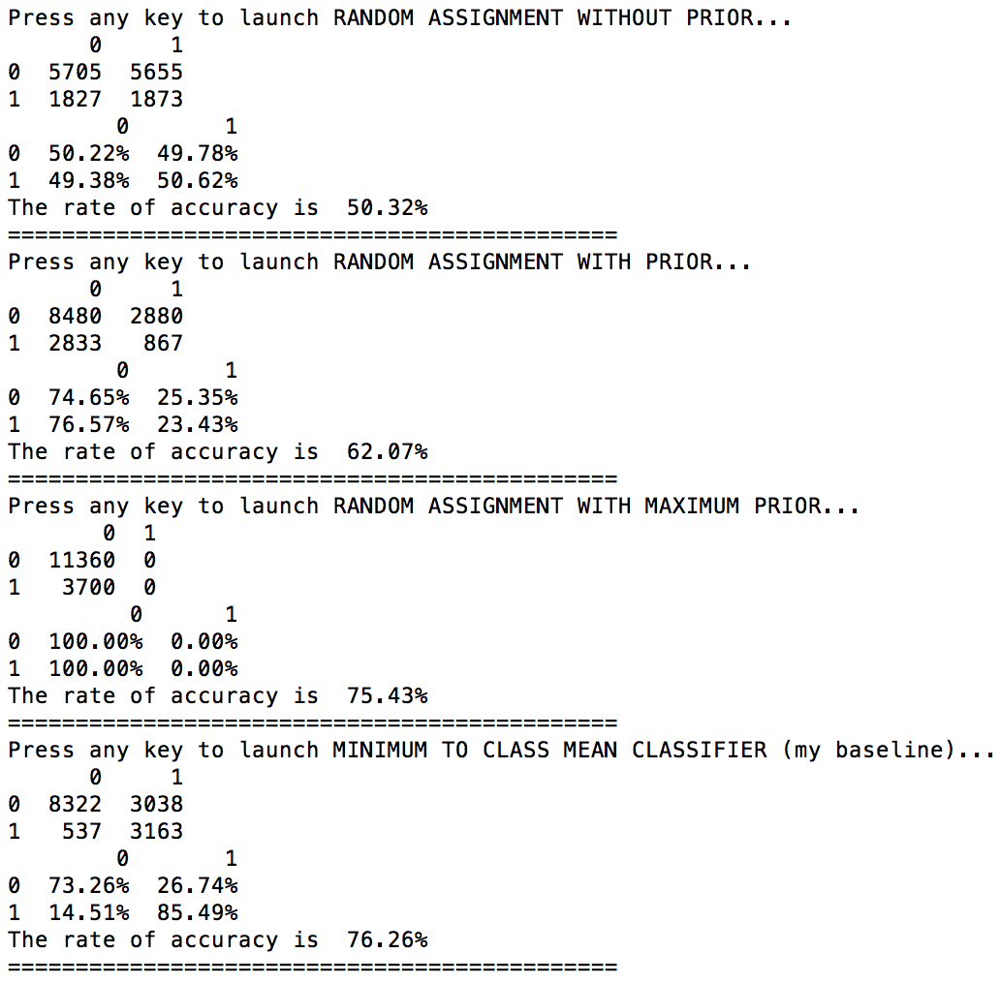 Press any key to launch RANDOM ASSIGNMENT WITHOUT PRIOR...
      0     1
0  5705  5655
1  1827  1873
        0       1
0  50.22%  49.78%
1  49.38%  50.62%
The rate of accuracy is  50.32%
=============================================
Press any key to launch RANDOM ASSIGNMENT WITH PRIOR...
      0     1
0  8480  2880
1  2833   867
        0       1
0  74.65%  25.35%
1  76.57%  23.43%
The rate of accuracy is  62.07%
=============================================
Press any key to launch RANDOM ASSIGNMENT WITH MAXIMUM PRIOR...
       0  1
0  11360  0
1   3700  0
         0      1
0  100.00%  0.00%
1  100.00%  0.00%
The rate of accuracy is  75.43%
=============================================
Press any key to launch MINIMUM TO CLASS MEAN CLASSIFIER (my baseline)...
      0     1
0  8322  3038
1   537  3163
        0       1
0  73.26%  26.74%
1  14.51%  85.49%
The rate of accuracy is  76.26%
=============================================